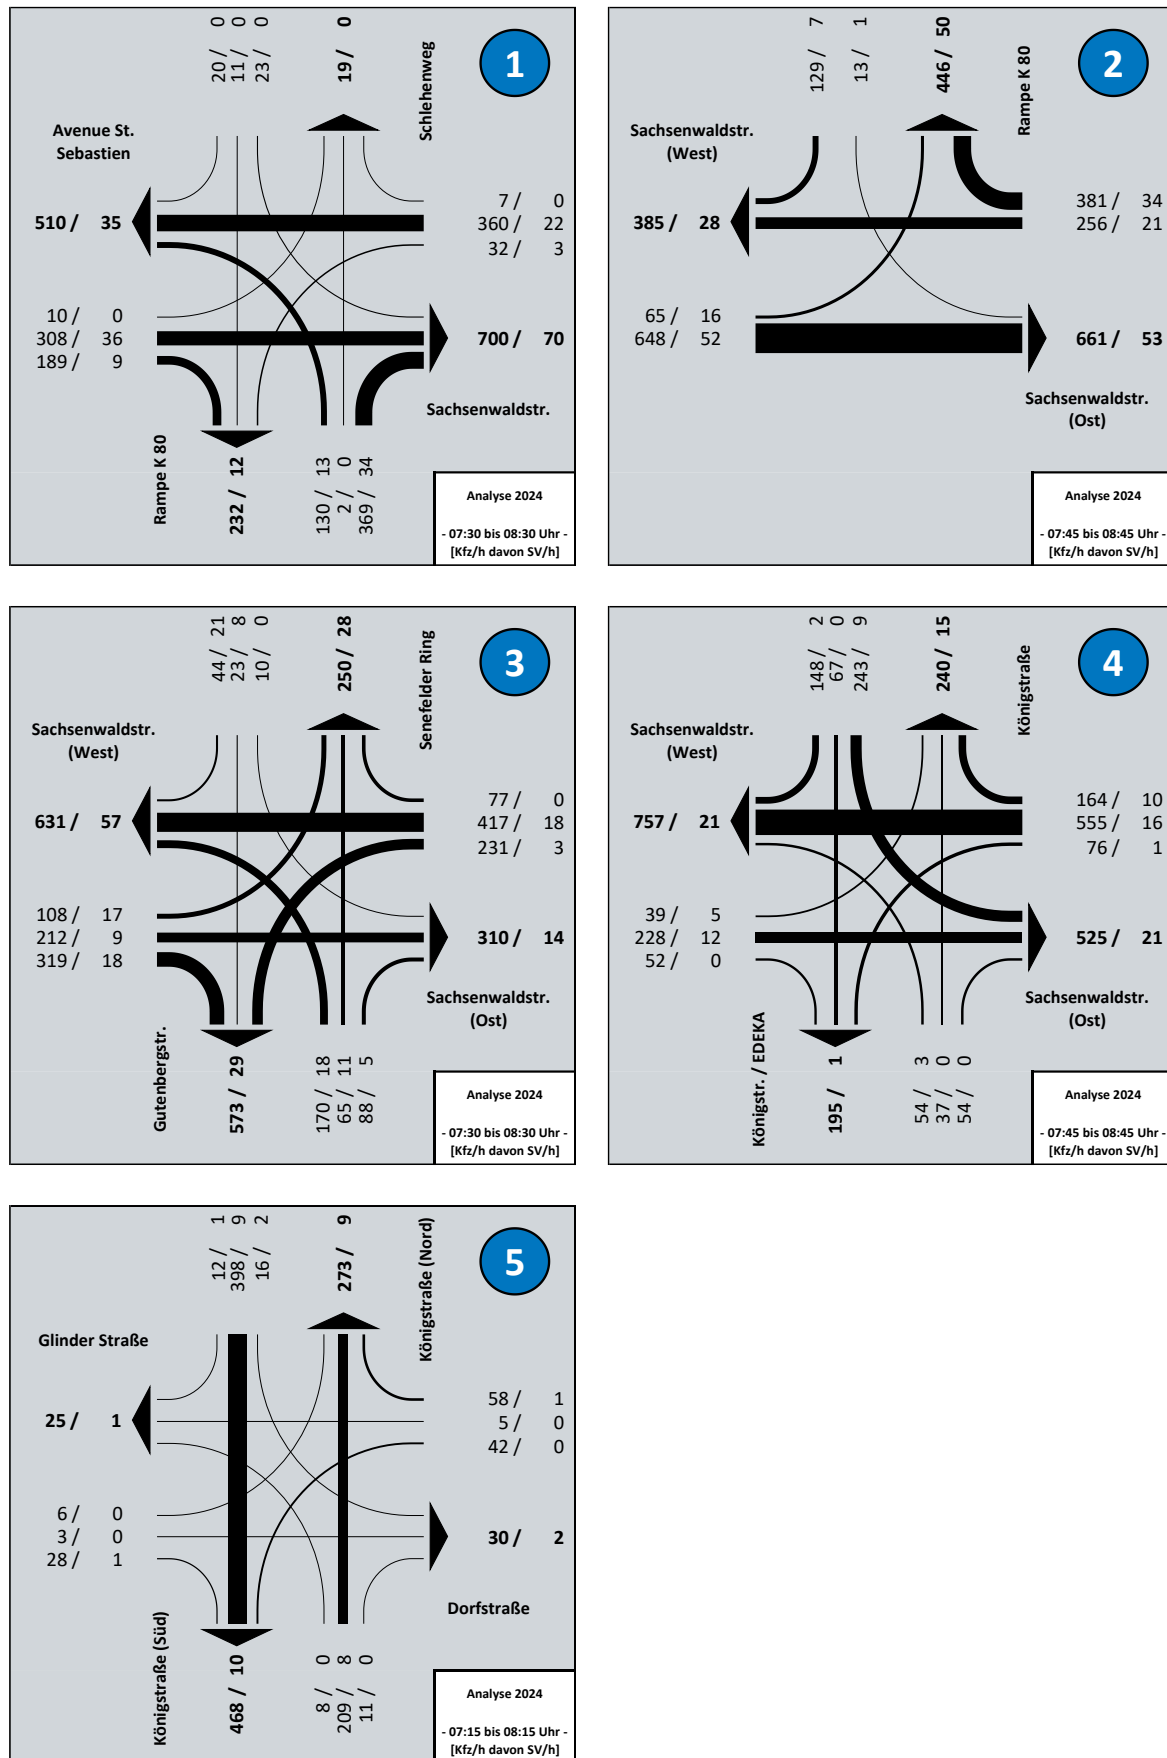 20 / 0
11 / 0
23 / 0
19 / 0
Schlehenweg
1
Avenue St.
Sebastien
510 / 35
7 / 0
360 / 22
32 / 3
10 / 0
308 / 36
189 / 9
700 / 70
Sachsenwaldstr.
Rampe K 80
232 / 12
130 / 13
2 / 0
369 / 34
Analyse 2024
- 07:30 bis 08:30 Uhr -
[Kfz/h davon SV/h]
129 / 7
13 / 1
446 / 50
Rampe K 80
2
Sachsenwaldstr.
(West)
385 / 28
381 / 34
256 / 21
65 / 16
648 / 52
661 / 53
Sachsenwaldstr.
(Ost)
Analyse 2024
- 07:45 bis 08:45 Uhr -
[Kfz/h davon SV/h]
44 / 21
23 / 8
10 / 0
250 / 28
Senefelder Ring
3
Sachsenwaldstr.
(West)
631 / 57
77 / 0
417 / 18
231 / 3
108 / 17
212 / 9
319 / 18
310 / 14
Sachsenwaldstr.
(Ost)
Gutenbergstr.
573 / 29
170 / 18
65 / 11
88 / 5
Analyse 2024
- 07:30 bis 08:30 Uhr -
[Kfz/h davon SV/h]
148 / 2
67 / 0
243 / 9
240 / 15
Königstraße
4
Sachsenwaldstr.
(West)
757 / 21
164 / 10
555 / 16
76 / 1
39 / 5
228 / 12
52 / 0
525 / 21
Sachsenwaldstr.
(Ost)
Königstr. / EDEKA
195 / 1
54 / 3
37 / 0
54 / 0
Analyse 2024
- 07:45 bis 08:45 Uhr -
[Kfz/h davon SV/h]
12 / 1
398 / 9
16 / 2
273 / 9
Königstraße (Nord)
5
Glinder Straße
25 / 1
58 / 1
5 / 0
42 / 0
6 / 0
3 / 0
28 / 1
30 / 2
Dorfstraße
Königstraße (Süd)
468 / 10
8 / 0
209 / 8
11 / 0
Analyse 2024
- 07:15 bis 08:15 Uhr -
[Kfz/h davon SV/h]